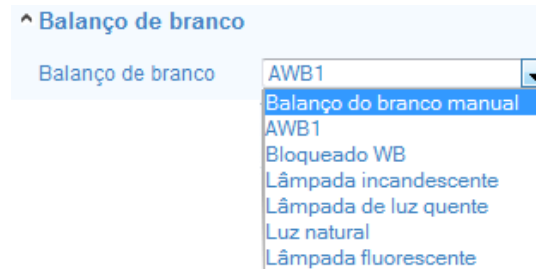 Balanço de branco
Balanço de branco AWB1
Balanço do branco manual
AWB1
Bloqueado WB
Lâmpada incandescente
Lâmpada de luz quente
Luz natural
Lâmpada fluorescente